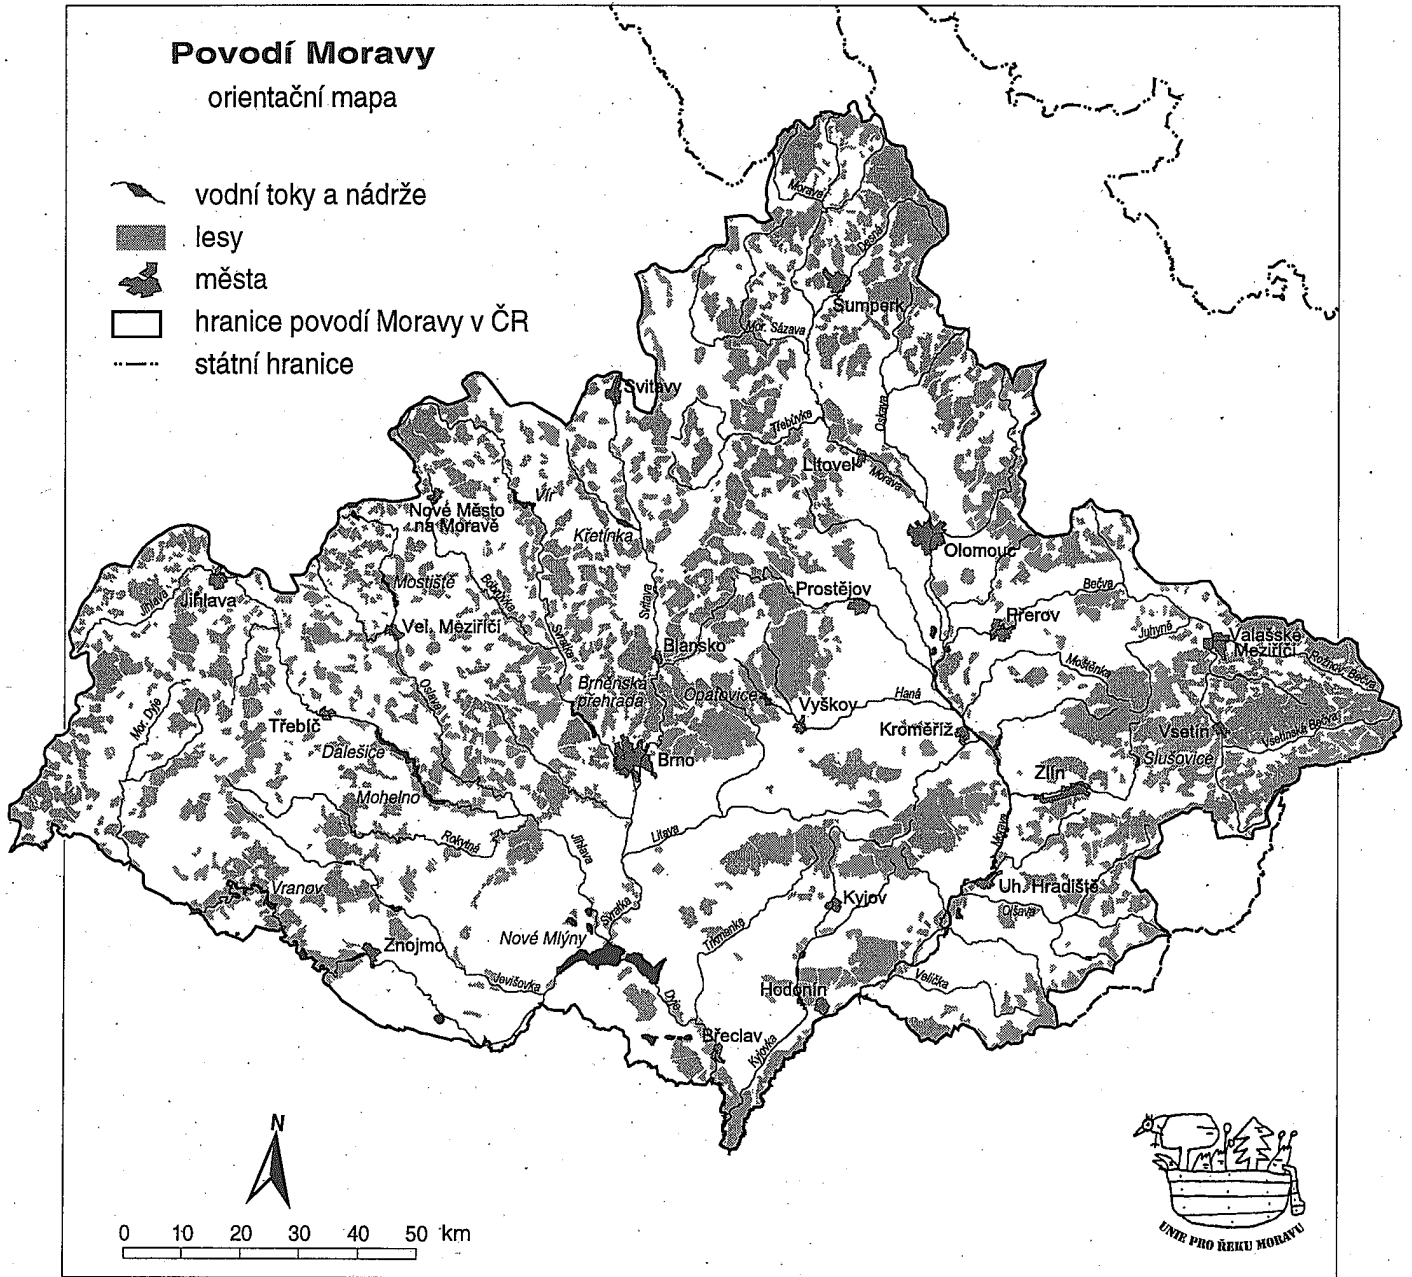 Povodí Moravy
orientační mapa
vodní toky a nádrže
lesy
města
hranice povodí Moravy v ČR
státní hranice
Morava
Desná
Šumperk
Mor. Sázava
Svitavy
Třebůvka
Oskava
Litovel
Morava
Vír
Nové Město
na Moravě
Křetínka
Olomouc
Mostiště
Bobrůvka
Svitava
Prostějov
Bečva
Jihlava
Jihlava
Vel. Meziříčí
Svratka
Blansko
Přerov
Juhyně
Valašské
Meziříčí
Rožnov. Bečva
Moštěnka
Brněnská
přehrada
Opatovice
Haná
Vyškov
Oslava
Mor. Dyje
Třebíč
Kroměříž
Vsetín
Vsetínská Bečva
Dalešice
Brno
Zlín
Slušovice
Mohelno
Rokytná
Jihlava
Litava
Morava
Vranov
Uh. Hradiště
Kyjov
Olšava
Svratka
Trkmanka
Znojmo
Nové Mlýny
Jevišovka
Velička
Hodonín
Dyje
Břeclav
Kyjovka
N
0 10 20 30 40 50 km
UNIE PRO ŘEKU MORAVU